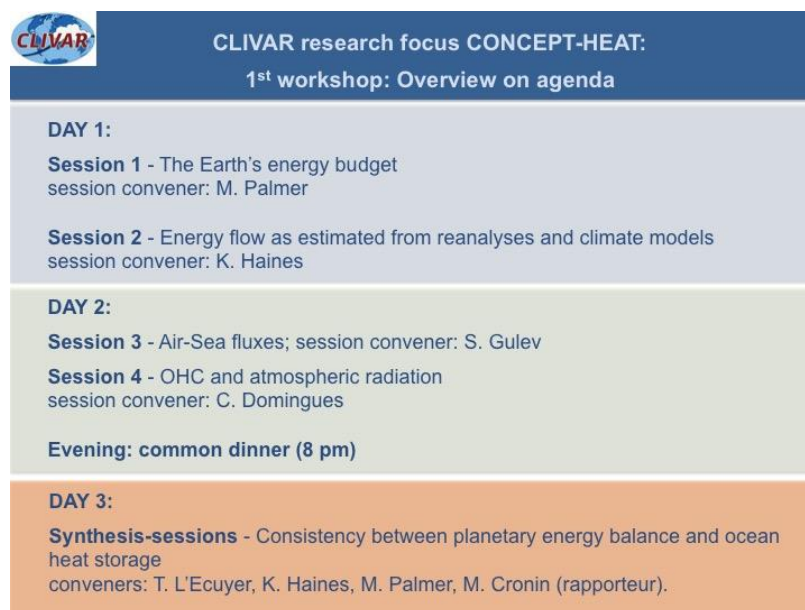 CLIVAR
CLIVAR research focus CONCEPT-HEAT:
1st workshop: Overview on agenda
DAY 1:
Session 1 - The Earth's energy budget
session convener: M. Palmer
Session 2 - Energy flow as estimated from reanalyses and climate models
session convener: K. Haines
DAY 2:
Session 3 - Air-Sea fluxes; session convener: S. Gulev
Session 4 - OHC and atmospheric radiation
session convener: C. Domingues
Evening: common dinner (8 pm)
DAY 3:
Synthesis-sessions - Consistency between planetary energy balance and ocean
heat storage
conveners: T. L'Ecuyer, K. Haines, M. Palmer, M. Cronin (rapporteur).